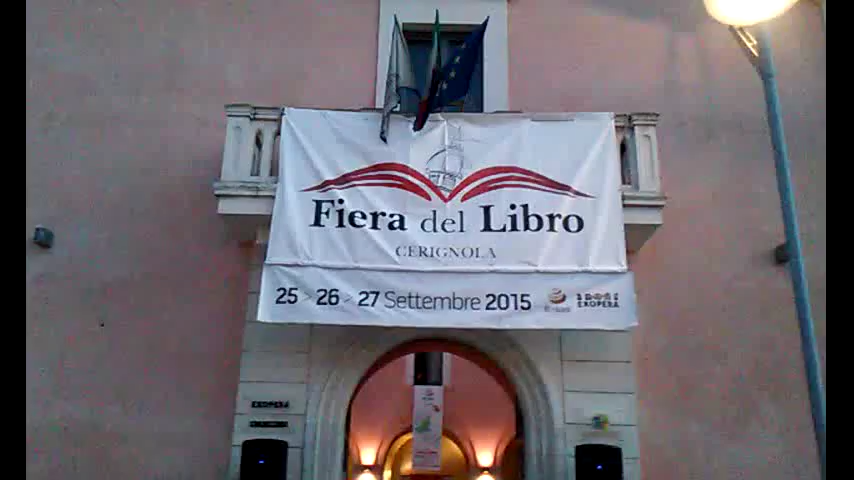 Fiera del Libro
CERIGNOLA
25 > 26 > 27 Settembre 2015
EXOPERA
EXOPERA